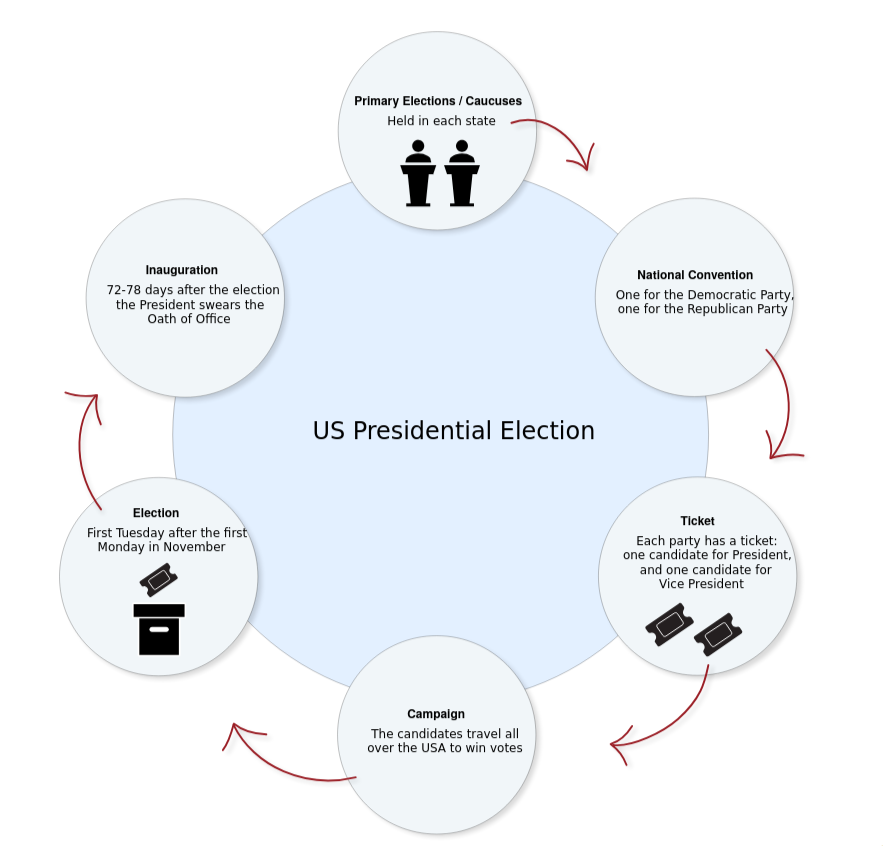 Primary Elections / Caucuses
Held in each state
National Convention
One for the Democratic Party,
one for the Republican Party
Ticket
Each party has a ticket:
one candidate for President,
and one candidate for
Vice President
Campaign
The candidates travel all
over the USA to win votes
Election
First Tuesday after the first
Monday in November
Inauguration
72-78 days after the election
the President swears the
Oath of Office
US Presidential Election